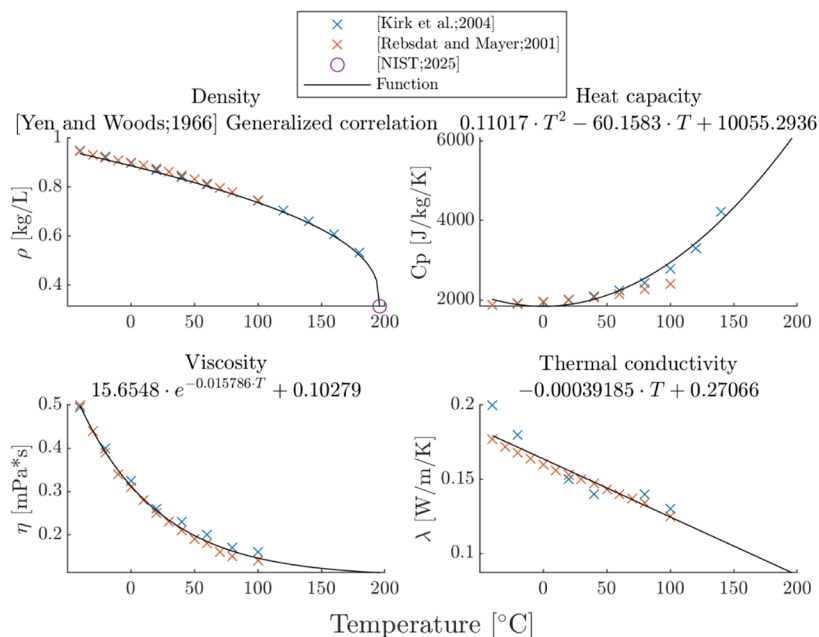 [Kirk et al.;2004]
[Rebsdat and Mayer;2001]
[NIST;2025]
Function
Density
[Yen and Woods;1966] Generalized correlation
1
0.8
0.6
0.4
ρ [kg/L]
0 50 100 150 200
Heat capacity
0.11017 · T² − 60.1583 · T + 10055.2936
6000
4000
2000
Cp [J/kg/K]
0 50 100 150 200
Viscosity
15.6548 · e^{−0.015786·T} + 0.10279
0.5
0.4
0.3
0.2
η [mPa*s]
0 50 100 150 200
Thermal conductivity
−0.00039185 · T + 0.27066
0.2
0.15
0.1
λ [W/m/K]
0 50 100 150 200
Temperature [°C]